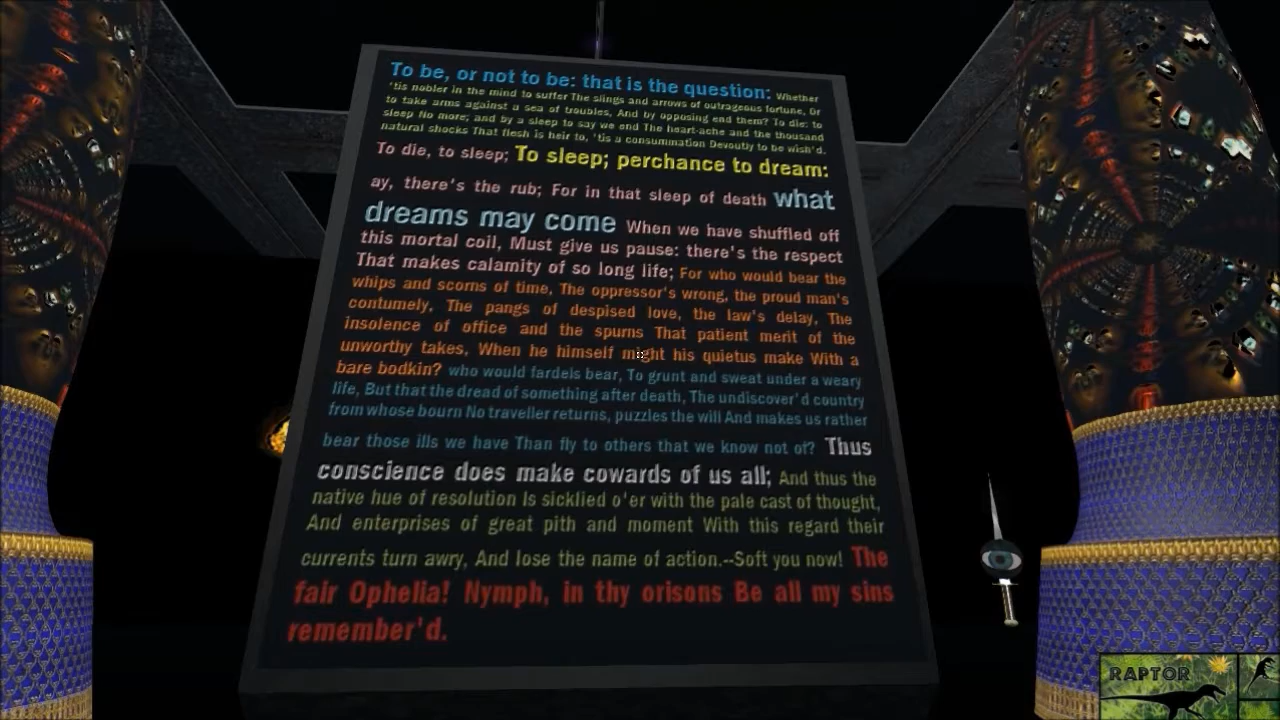 To be, or not to be: that is the question: Whether
'tis nobler in the mind to suffer The slings and arrows of outrageous fortune, Or
to take arms against a sea of troubles, And by opposing end them? To die: to
sleep No more; and by a sleep to say we end The heart-ache and the thousand
natural shocks That flesh is heir to, 'tis a consummation Devoutly to be wish'd.
To die, to sleep; To sleep; perchance to dream:
ay, there's the rub; For in that sleep of death what
dreams may come When we have shuffled off
this mortal coil, Must give us pause: there's the respect
That makes calamity of so long life; For who would bear the
whips and scorns of time, The oppressor's wrong, the proud man's
contumely, The pangs of despised love, the law's delay, The
insolence of office and the spurns That patient merit of the
unworthy takes, When he himself might his quietus make With a
bare bodkin? who would fardels bear, To grunt and sweat under a weary
life, But that the dread of something after death, The undiscover'd country
from whose bourn No traveller returns, puzzles the will And makes us rather
bear those ills we have Than fly to others that we know not of? Thus
conscience does make cowards of us all; And thus the
native hue of resolution Is sicklied o'er with the pale cast of thought,
And enterprises of great pith and moment With this regard their
currents turn awry, And lose the name of action.--Soft you now! The
fair Ophelia! Nymph, in thy orisons Be all my sins
remember'd.
RAPTOR